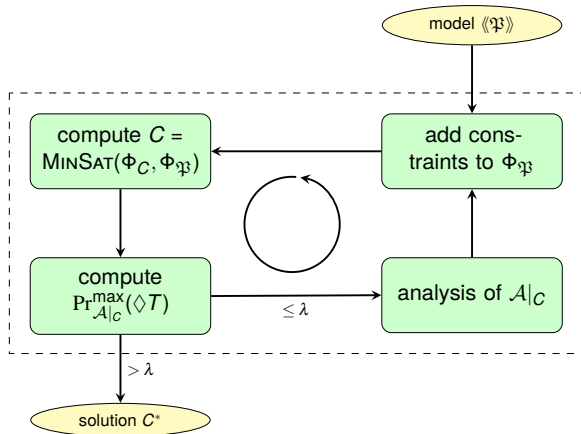 model ⟪𝔓⟫
compute C =
MINSAT(Φ_C, Φ_𝔓)
add cons-
traints to Φ_𝔓
compute
Pr^max_{𝒜|_C}(◇T)
≤ λ
analysis of 𝒜|_C
> λ
solution C*